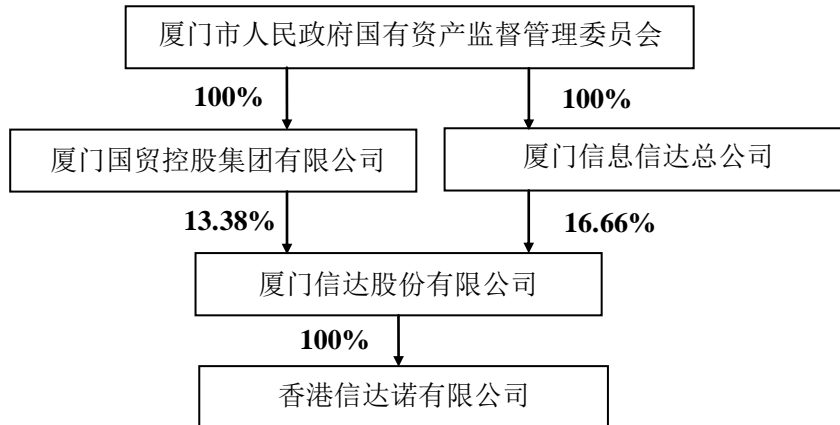 厦门市人民政府国有资产监督管理委员会
100%
100%
厦门国贸控股集团有限公司
厦门信息信达总公司
13.38%
16.66%
厦门信达股份有限公司
100%
香港信达诺有限公司